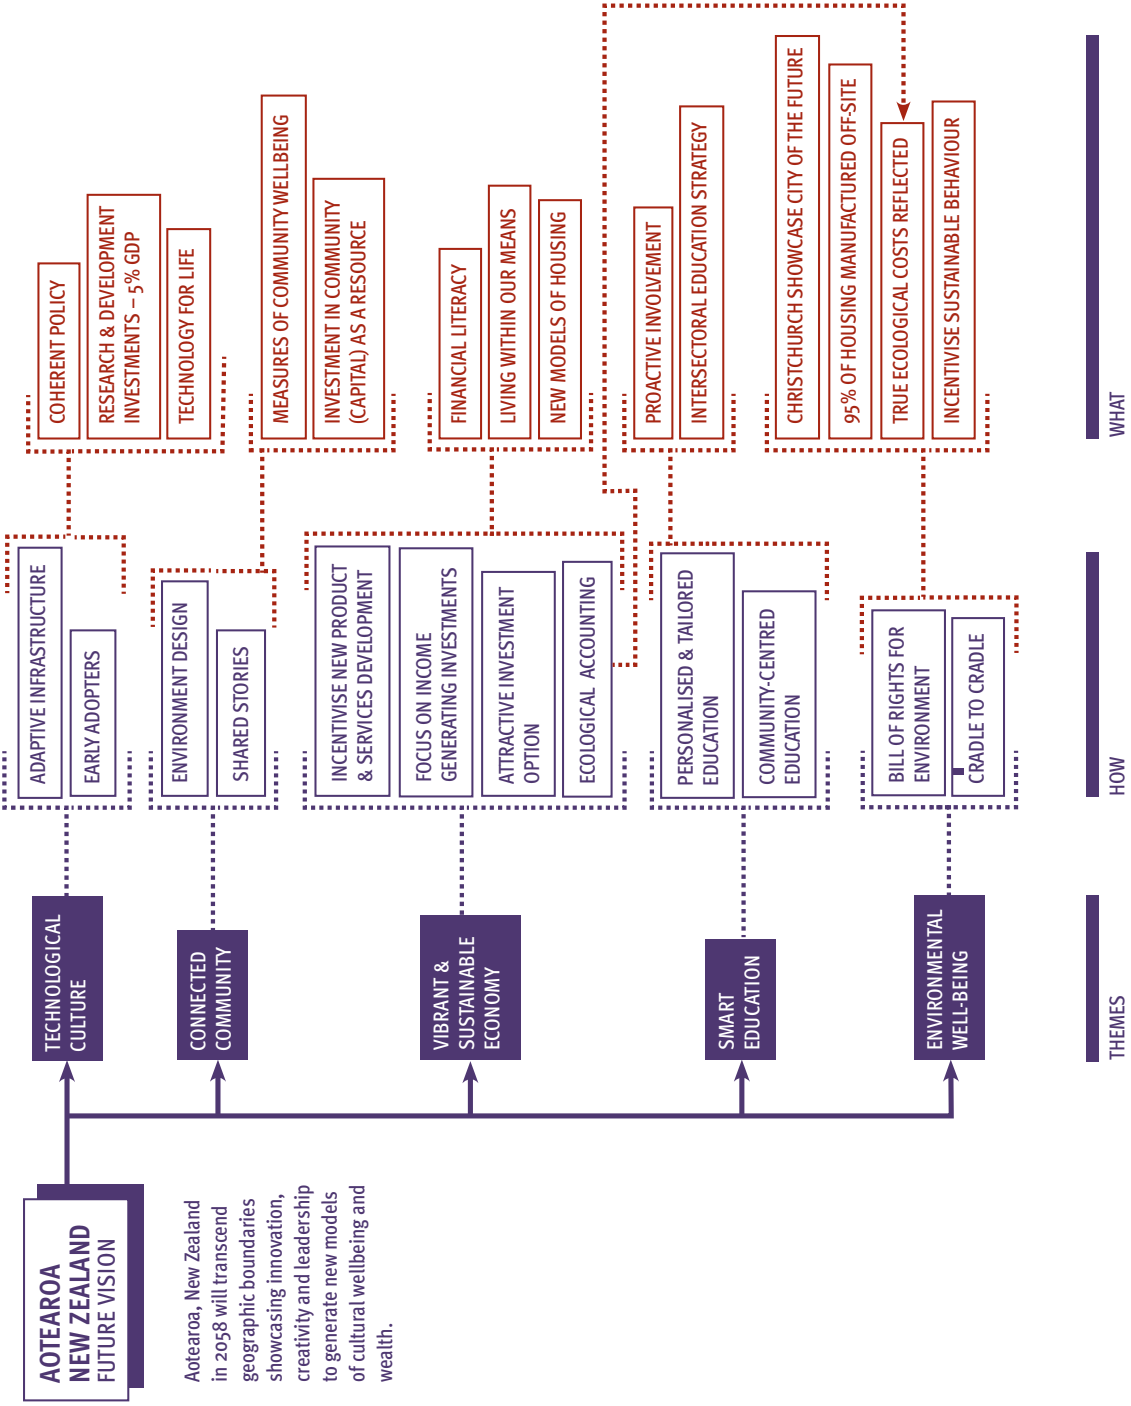 AOTEAROA
NEW ZEALAND
FUTURE VISION
Aotearoa, New Zealand
in 2058 will transcend
geographic boundaries
showcasing innovation,
creativity and leadership
to generate new models
of cultural wellbeing and
wealth.
TECHNOLOGICAL
CULTURE
ADAPTIVE INFRASTRUCTURE
EARLY ADOPTERS
COHERENT POLICY
RESEARCH & DEVELOPMENT
INVESTMENTS – 5% GDP
TECHNOLOGY FOR LIFE
CONNECTED
COMMUNITY
ENVIRONMENT DESIGN
SHARED STORIES
MEASURES OF COMMUNITY WELLBEING
INVESTMENT IN COMMUNITY
(CAPITAL) AS A RESOURCE
VIBRANT &
SUSTAINABLE
ECONOMY
INCENTIVISE NEW PRODUCT
& SERVICES DEVELOPMENT
FOCUS ON INCOME
GENERATING INVESTMENTS
ATTRACTIVE INVESTMENT
OPTION
ECOLOGICAL ACCOUNTING
FINANCIAL LITERACY
LIVING WITHIN OUR MEANS
NEW MODELS OF HOUSING
SMART
EDUCATION
PERSONALISED & TAILORED
EDUCATION
COMMUNITY-CENTRED
EDUCATION
PROACTIVE INVOLVEMENT
INTERSECTORAL EDUCATION STRATEGY
ENVIRONMENTAL
WELL-BEING
BILL OF RIGHTS FOR
ENVIRONMENT
CRADLE TO CRADLE
CHRISTCHURCH SHOWCASE CITY OF THE FUTURE
95% OF HOUSING MANUFACTURED OFF-SITE
TRUE ECOLOGICAL COSTS REFLECTED
INCENTIVISE SUSTAINABLE BEHAVIOUR
THEMES
HOW
WHAT